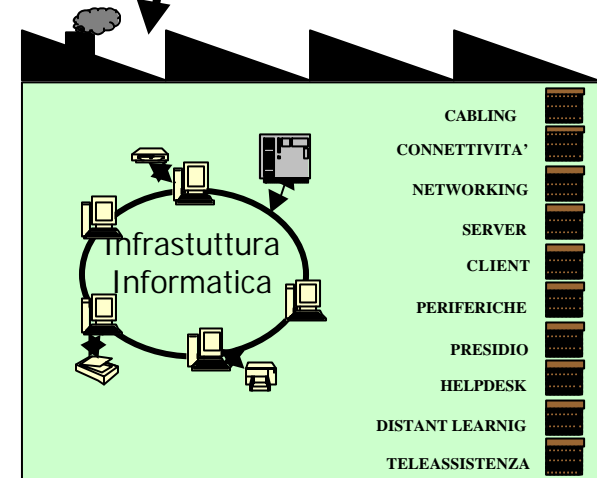 Infrastuttura
Informatica
CABLING
CONNETTIVITA'
NETWORKING
SERVER
CLIENT
PERIFERICHE
PRESIDIO
HELPDESK
DISTANT LEARNIG
TELEASSISTENZA